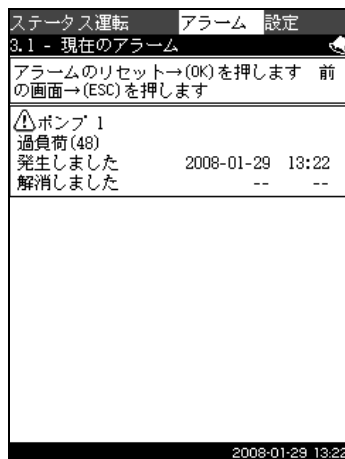 ステータス運転 アラーム 設定
3.1 - 現在のアラーム
アラームのリセット→(OK)を押します 前
の画面→(ESC)を押します
ポンプ 1
過負荷(48)
発生しました 2008-01-29 13:22
解消しました -- --
2008-01-29 13:22